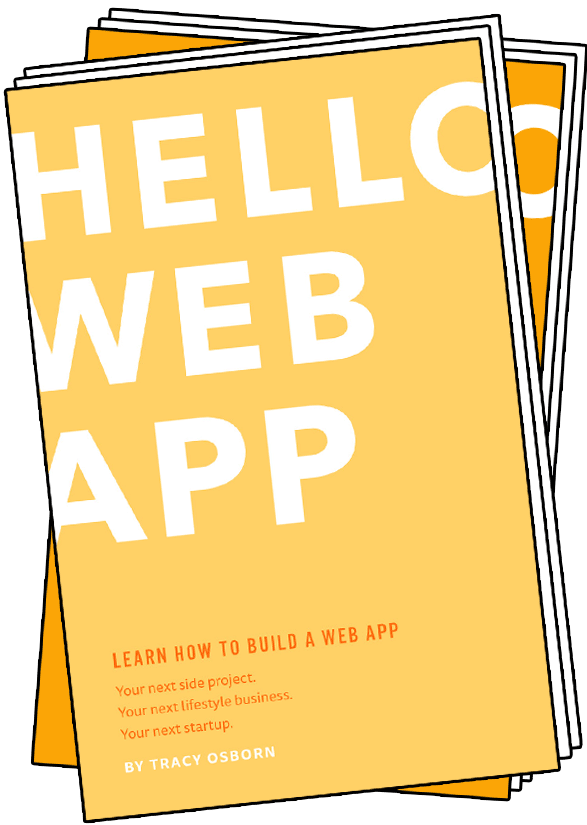 HELLO
WEB
APP
LEARN HOW TO BUILD A WEB APP
Your next side project.
Your next lifestyle business.
Your next startup.
BY TRACY OSBORN
O